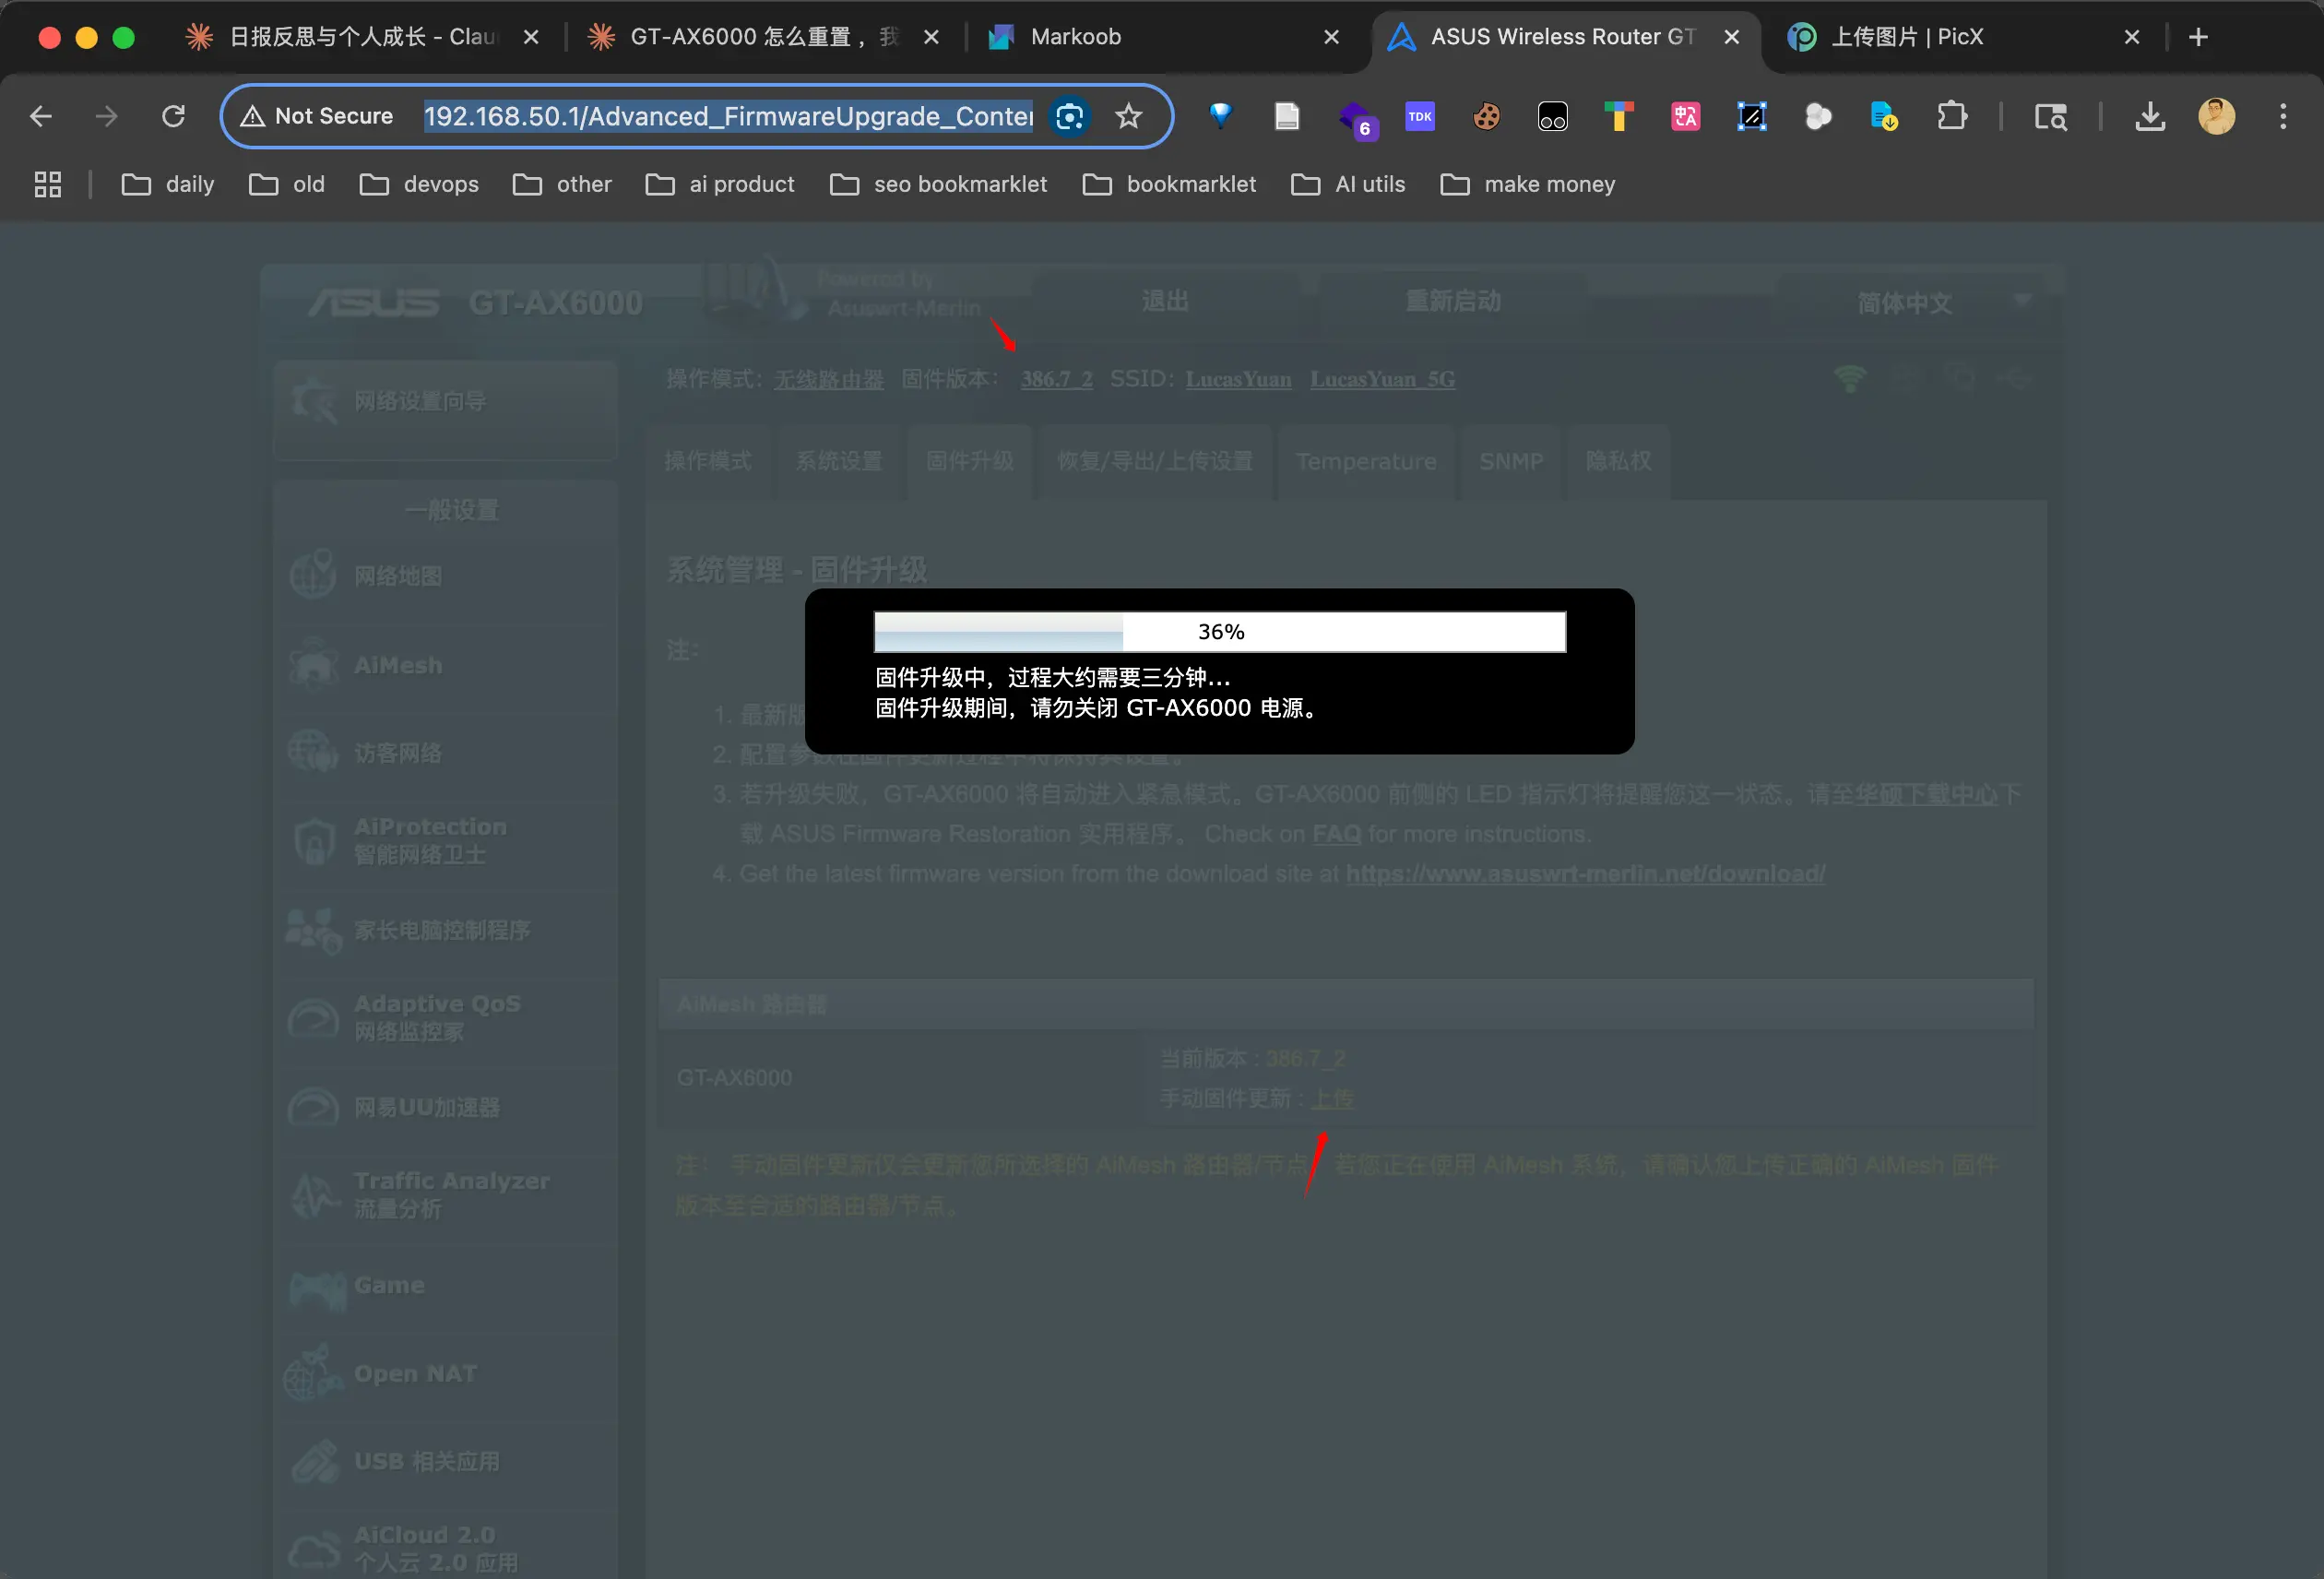 日报反思与个人成长 - Clau
GT-AX6000 怎么重置，我
Markoob
ASUS Wireless Router GT
上传图片 | PicX
Not Secure
192.168.50.1/Advanced_FirmwareUpgrade_Conte
6
TDK
daily
old
devops
other
ai product
seo bookmarklet
bookmarklet
AI utils
make money
ASUS GT-AX6000
Powered by
Asuswrt-Merlin
退出
重新启动
简体中文
操作模式: 无线路由器 固件版本: 386.7_2 SSID: LucasYuan LucasYuan_5G
网络设置向导
操作模式
系统设置
固件升级
恢复/导出/上传设置
Temperature
SNMP
隐私权
一般设置
网络地图
AiMesh
访客网络
AiProtection
智能网络卫士
家长电脑控制程序
Adaptive QoS
网络监控家
网易UU加速器
Traffic Analyzer
流量分析
Game
Open NAT
USB 相关应用
AiCloud 2.0
个人云 2.0 应用
系统管理 - 固件升级
36%
固件升级中，过程大约需要三分钟...
固件升级期间，请勿关闭 GT-AX6000 电源。
注:
1. 最新版
2. 配置参数在固件更新过程中将保持其设置。
3. 若升级失败，GT-AX6000 将自动进入紧急模式。GT-AX6000 前侧的 LED 指示灯将提醒您这一状态。请至华硕下载中心下
载 ASUS Firmware Restoration 实用程序。 Check on FAQ for more instructions.
4. Get the latest firmware version from the download site at https://www.asuswrt-merlin.net/download/
AiMesh 路由器
GT-AX6000
当前版本 : 386.7_2
手动固件更新 : 上传
注： 手动固件更新仅会更新您所选择的 AiMesh 路由器/节点 若您正在使用 AiMesh 系统，请确认您上传正确的 AiMesh 固件
版本至合适的路由器/节点。